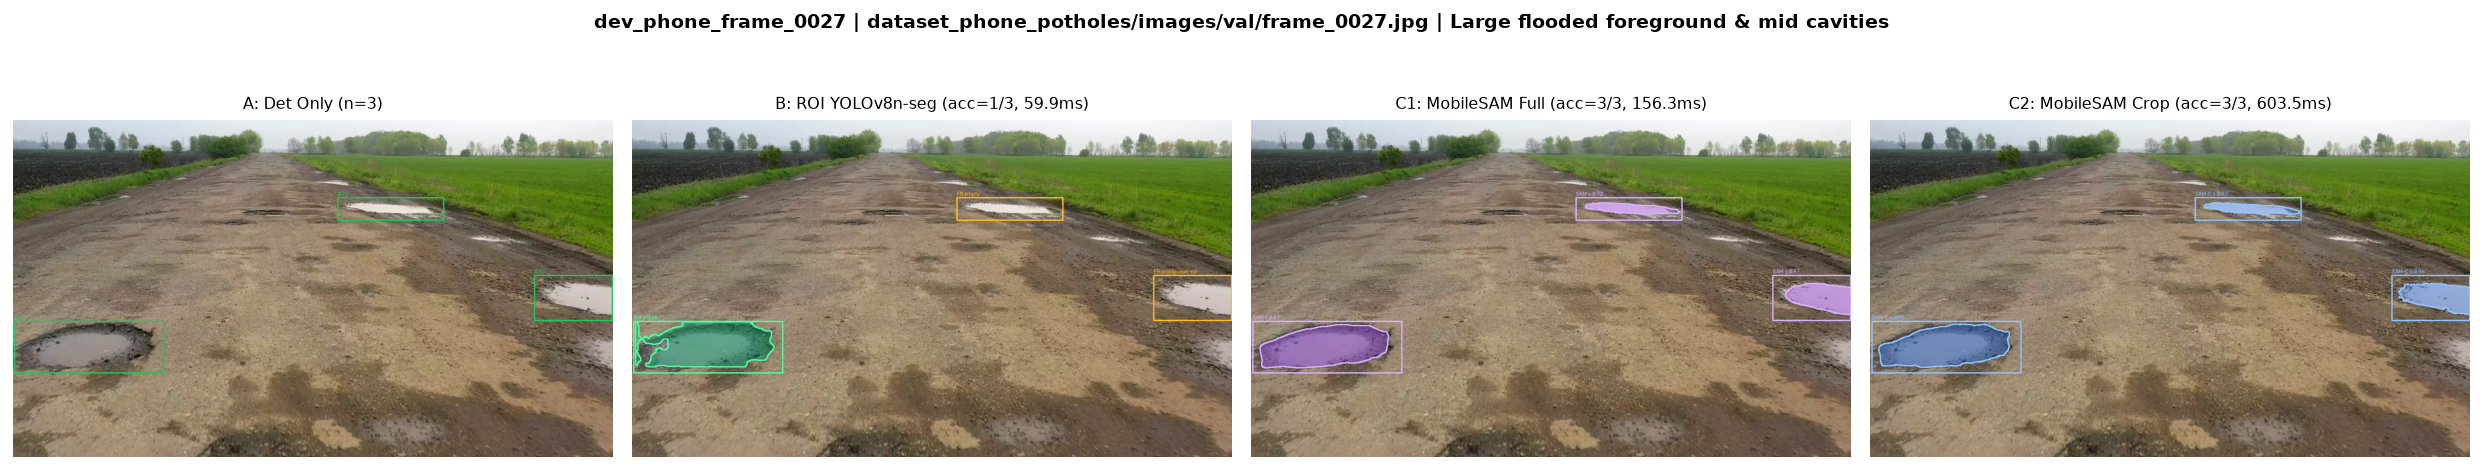 dev_phone_frame_0027 | dataset_phone_potholes/images/val/frame_0027.jpg | Large flooded foreground & mid cavities
A: Det Only (n=3)
B: ROI YOLOv8n-seg (acc=1/3, 59.9ms)
C1: MobileSAM Full (acc=3/3, 156.3ms)
C2: MobileSAM Crop (acc=3/3, 603.5ms)